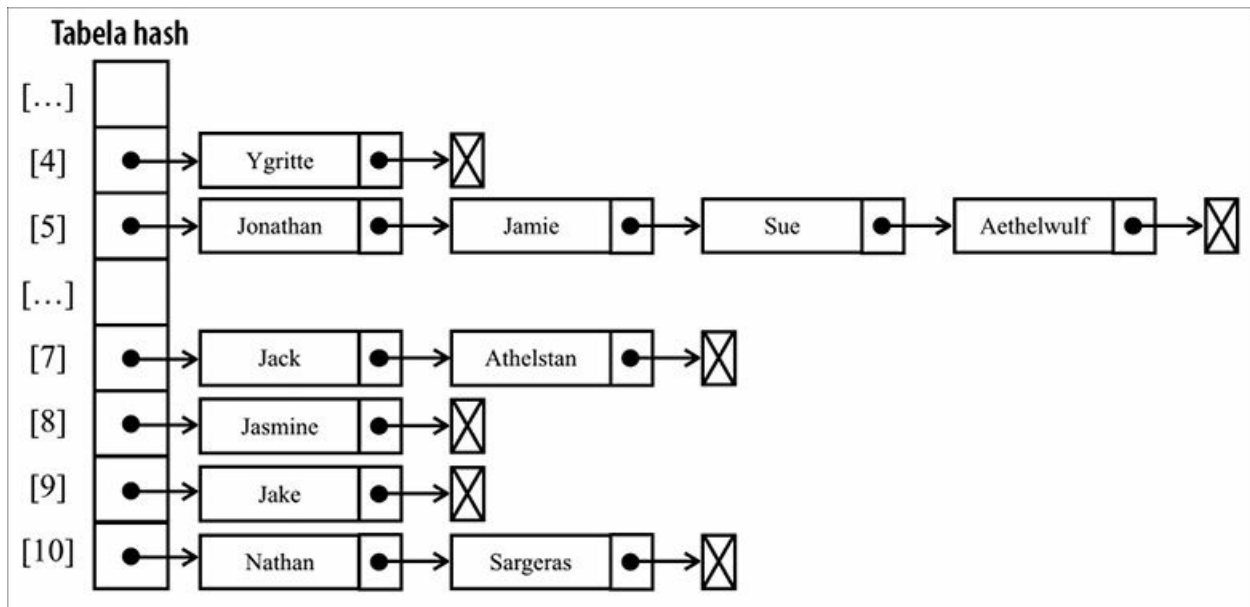 Tabela hash
[...]
[4] Ygritte
[5] Jonathan Jamie Sue Aethelwulf
[...]
[7] Jack Athelstan
[8] Jasmine
[9] Jake
[10] Nathan Sargeras